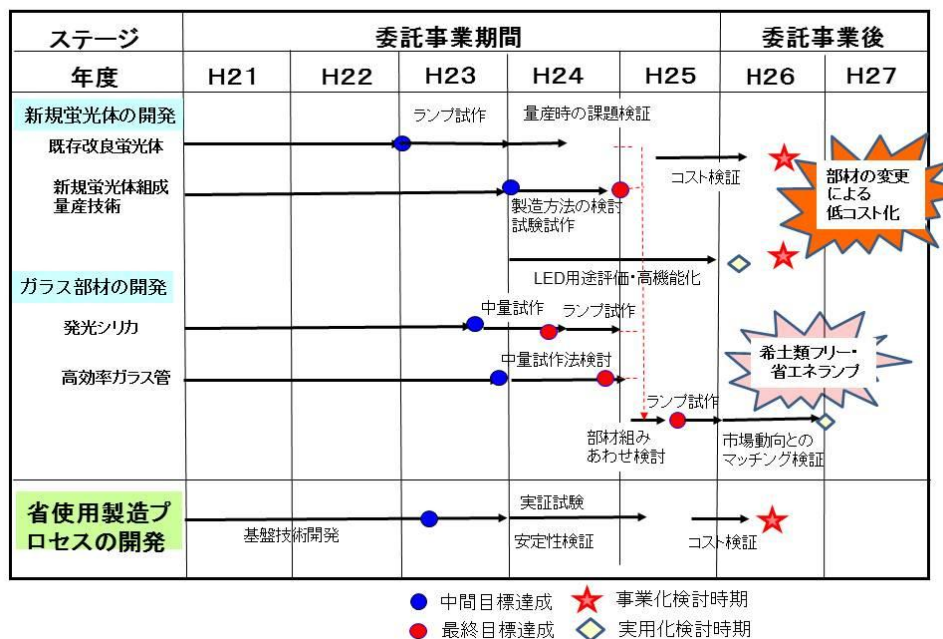 ステージ
委託事業期間
委託事業後
年度
H21
H22
H23
H24
H25
H26
H27
新規蛍光体の開発
ランプ試作
量産時の課題検証
既存改良蛍光体
コスト検証
新規蛍光体組成
量産技術
製造方法の検討
試験試作
部材の変更
による
低コスト化
LED用途評価・高機能化
ガラス部材の開発
中量試作
ランプ試作
発光シリカ
中量試作法検討
高効率ガラス管
希土類フリー・
省エネランプ
ランプ試作
部材組み
あわせ検討
市場動向との
マッチング検証
省使用製造プ
ロセスの開発
実証試験
基盤技術開発
安定性検証
コスト検証
中間目標達成
事業化検討時期
最終目標達成
実用化検討時期